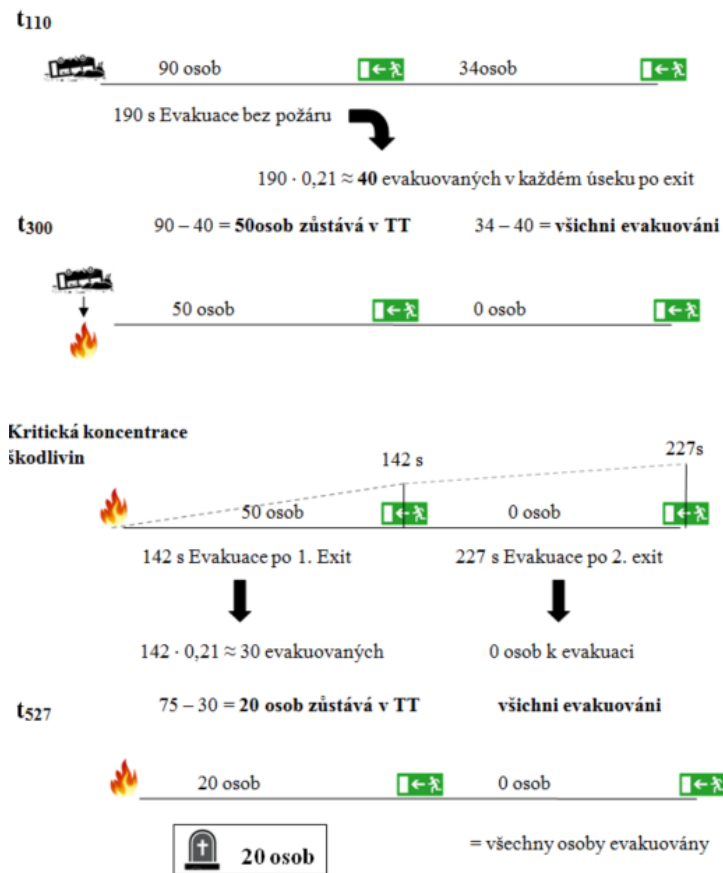 t110
90 osob 34osob
190 s Evakuace bez požáru
190 · 0,21 ≈ 40 evakuovaných v každém úseku po exit
t300 90 – 40 = 50osob zůstává v TT 34 – 40 = všichni evakuováni
50 osob 0 osob
Kritická koncentrace
škodlivin
142 s 227s
50 osob 0 osob
142 s Evakuace po 1. Exit 227 s Evakuace po 2. exit
142 · 0,21 ≈ 30 evakuovaných 0 osob k evakuaci
t527 75 – 30 = 20 osob zůstává v TT všichni evakuováni
20 osob 0 osob
20 osob = všechny osoby evakuovány